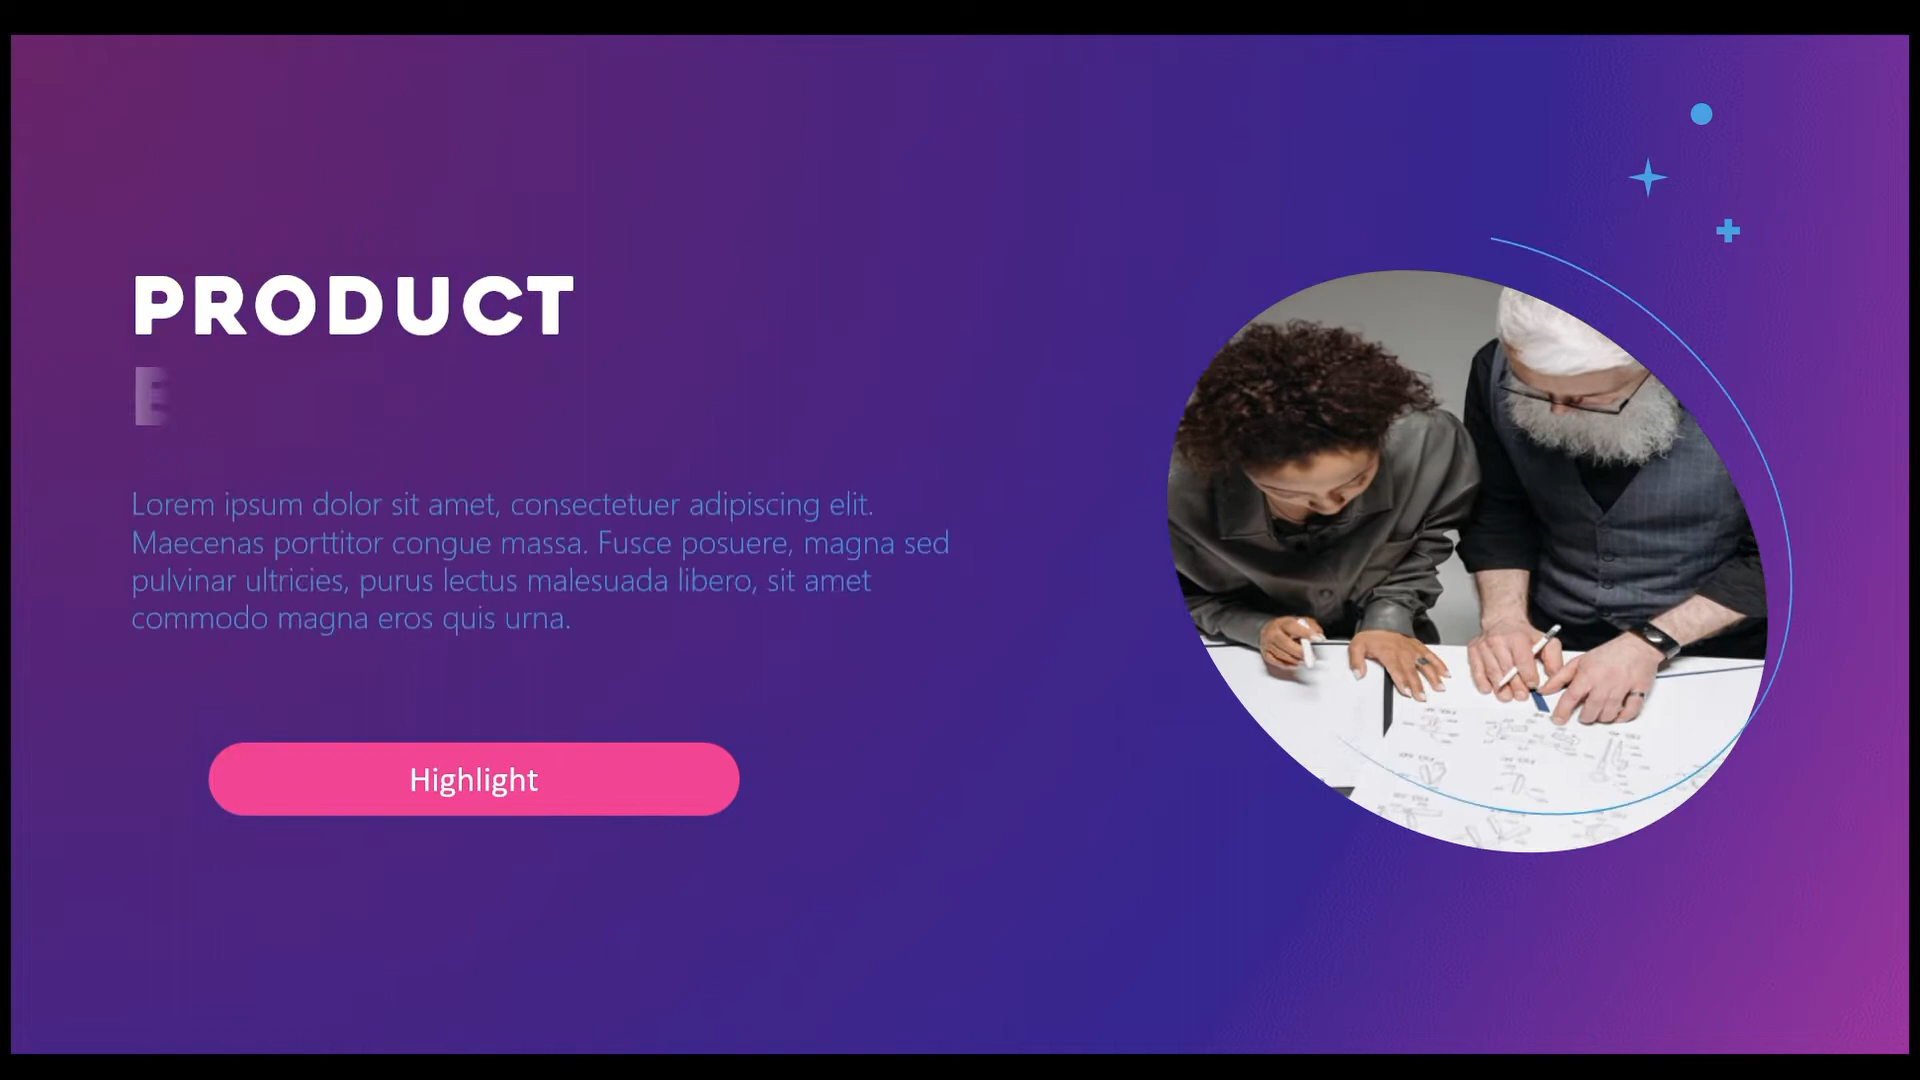 PRODUCT
E
Lorem ipsum dolor sit amet, consectetuer adipiscing elit.
Maecenas porttitor congue massa. Fusce posuere, magna sed
pulvinar ultricies, purus lectus malesuada libero, sit amet
commodo magna eros quis urna.
Highlight